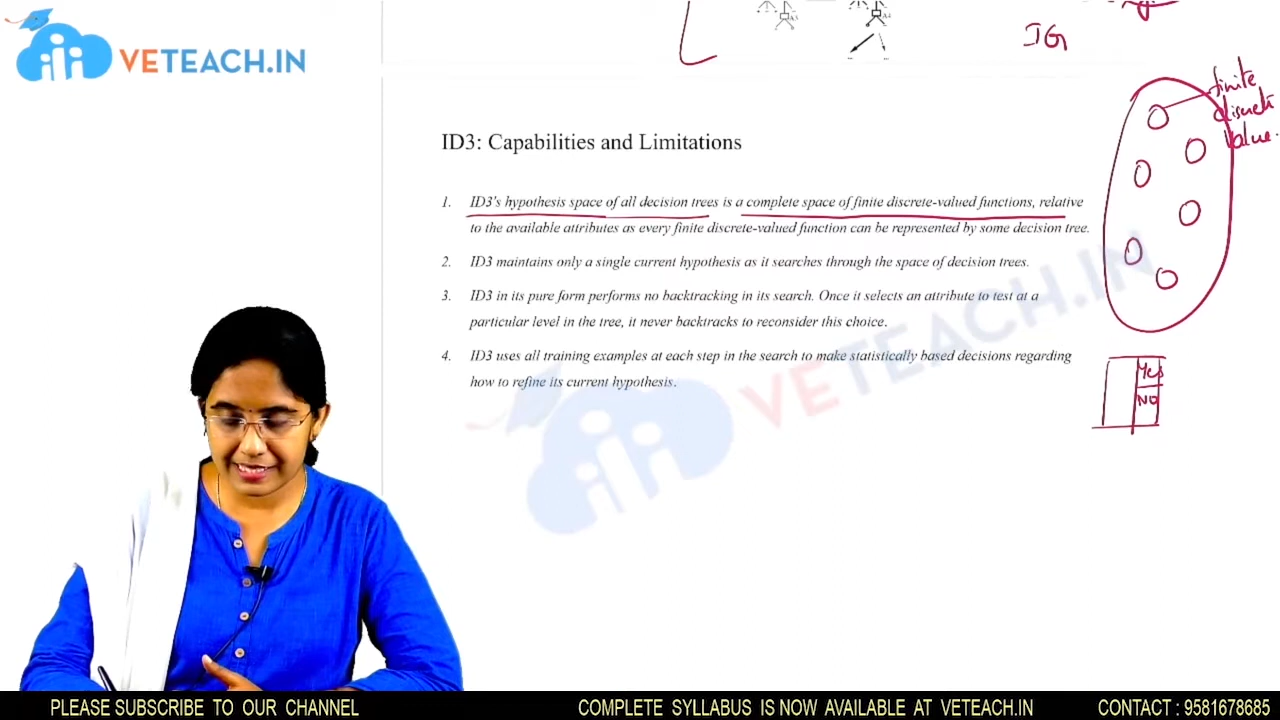 VETEACH.IN
IG
finite
discrete
value.
ID3: Capabilities and Limitations
1. ID3's hypothesis space of all decision trees is a complete space of finite discrete-valued functions, relative
to the available attributes as every finite discrete-valued function can be represented by some decision tree.
2. ID3 maintains only a single current hypothesis as it searches through the space of decision trees.
3. ID3 in its pure form performs no backtracking in its search. Once it selects an attribute to test at a
particular level in the tree, it never backtracks to reconsider this choice.
4. ID3 uses all training examples at each step in the search to make statistically based decisions regarding
how to refine its current hypothesis.
Yes
NO
VETEACH.IN
PLEASE SUBSCRIBE TO OUR CHANNEL
COMPLETE SYLLABUS IS NOW AVAILABLE AT VETEACH.IN
CONTACT : 9581678685